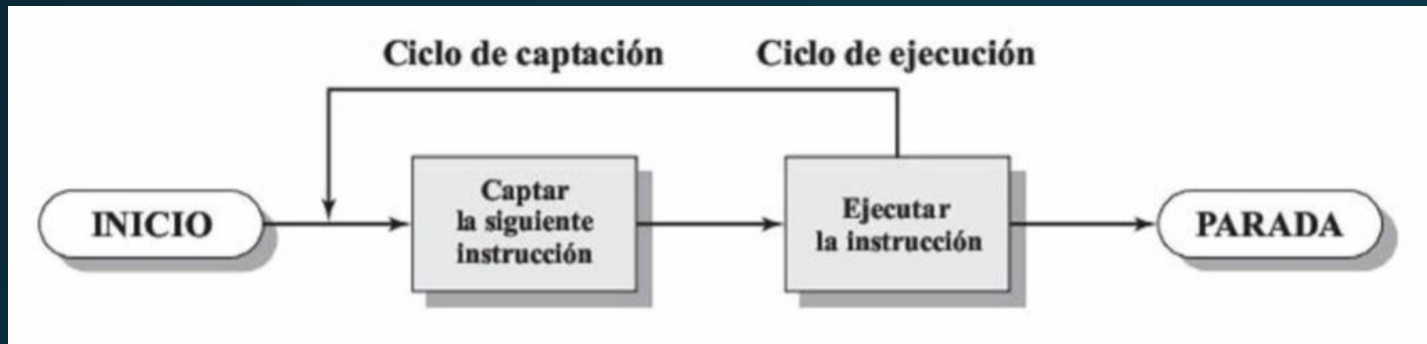 Ciclo de captación
Ciclo de ejecución
INICIO
Captar
la siguiente
instrucción
Ejecutar
la instrucción
PARADA